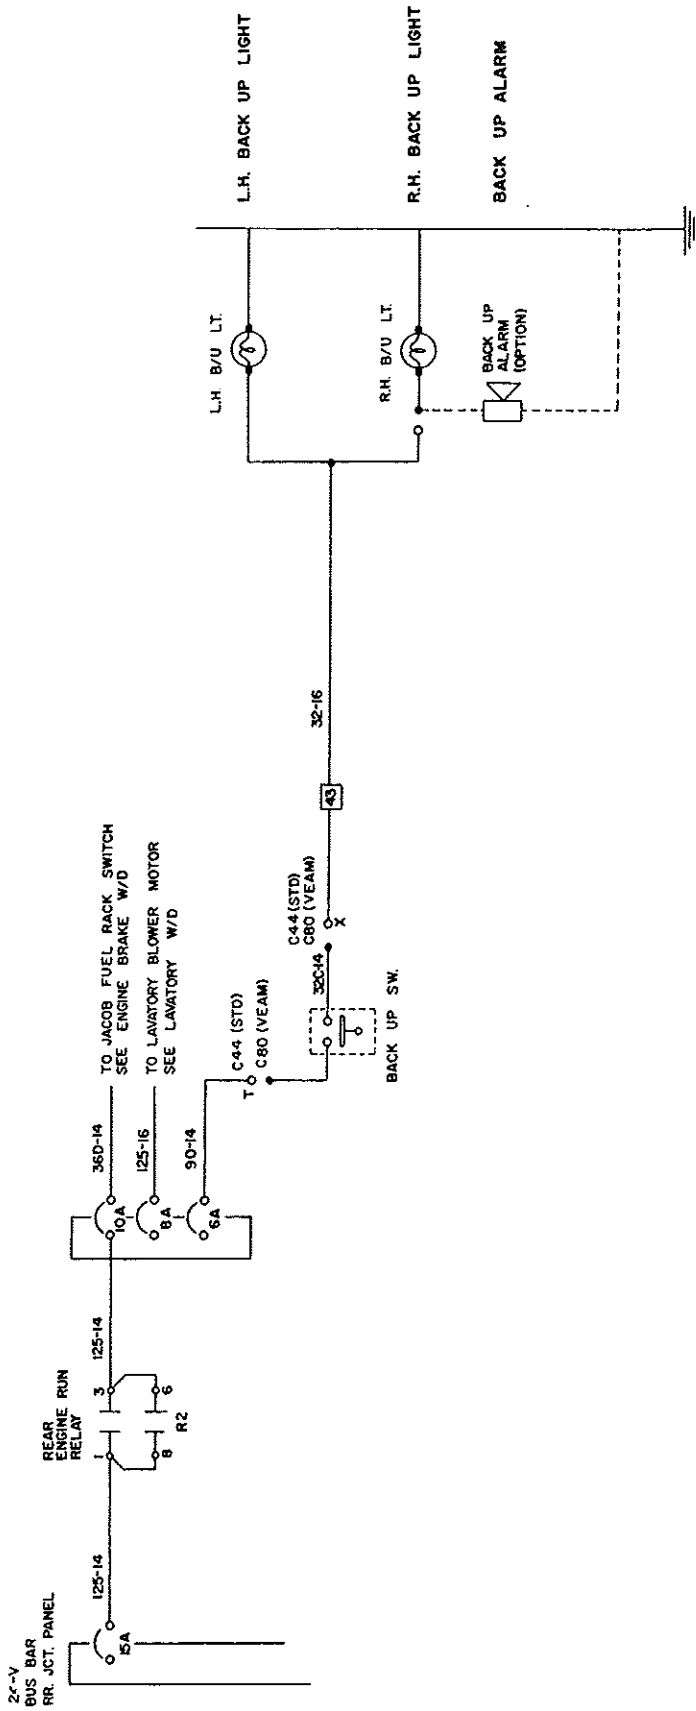 24-V
BUS BAR
RR. JCT. PANEL
15A
125-14
REAR
ENGINE RUN
RELAY
1
3
8
6
R2
125-14
10A
8A
6A
36D-14
125-16
90-14
TO JACOB FUEL RACK SWITCH
SEE ENGINE BRAKE W/D
TO LAVATORY BLOWER MOTOR
SEE LAVATORY W/D
T
C44 (STD)
C80 (VEAM)
BACK UP SW.
32C-14
C44 (STD)
C80 (VEAM)
X
43
32-16
L.H. B/U LT.
R.H. B/U LT.
BACK UP
ALARM
(OPTION)
L.H. BACK UP LIGHT
R.H. BACK UP LIGHT
BACK UP ALARM